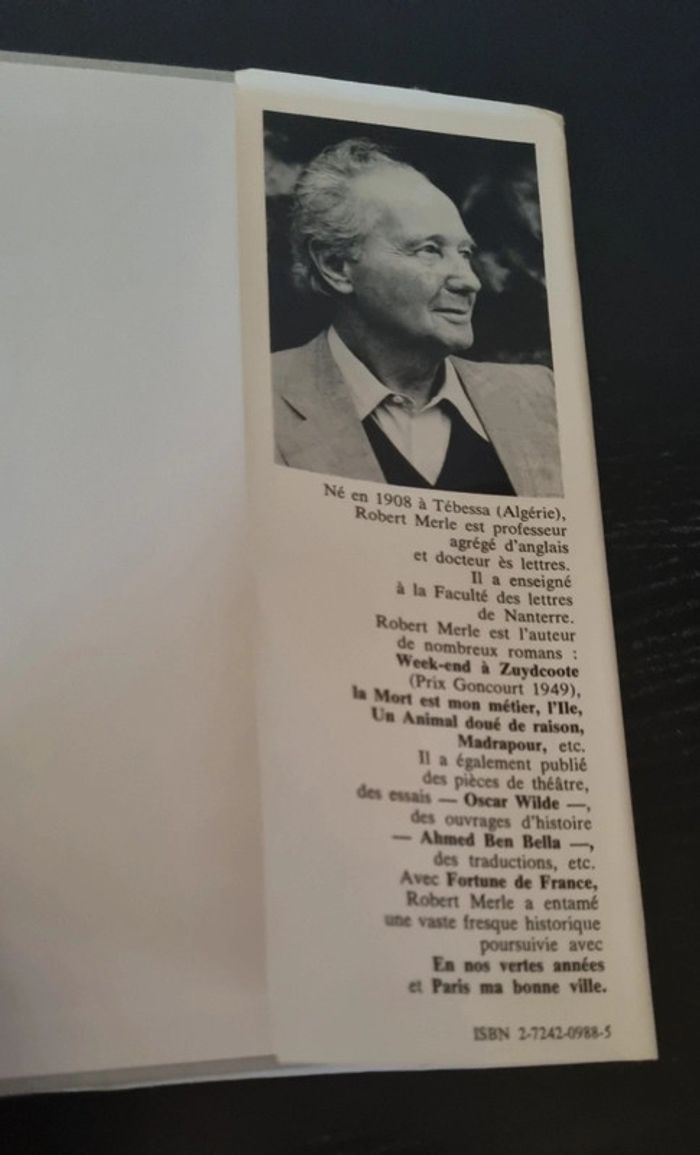 Né en 1908 à Tébessa (Algérie),
Robert Merle est professeur
agrégé d'anglais
et docteur ès lettres.
Il a enseigné
à la Faculté des lettres
de Nanterre.
Robert Merle est l'auteur
de nombreux romans :
Week-end à Zuydcoote
(Prix Goncourt 1949),
la Mort est mon métier, l'Ile,
Un Animal doué de raison,
Madrapour, etc.
Il a également publié
des pièces de théâtre,
des essais — Oscar Wilde —,
des ouvrages d'histoire
— Ahmed Ben Bella —,
des traductions, etc.
Avec Fortune de France,
Robert Merle a entamé
une vaste fresque historique
poursuivie avec
En nos vertes années
et Paris ma bonne ville.
ISBN 2-7242-0988-5